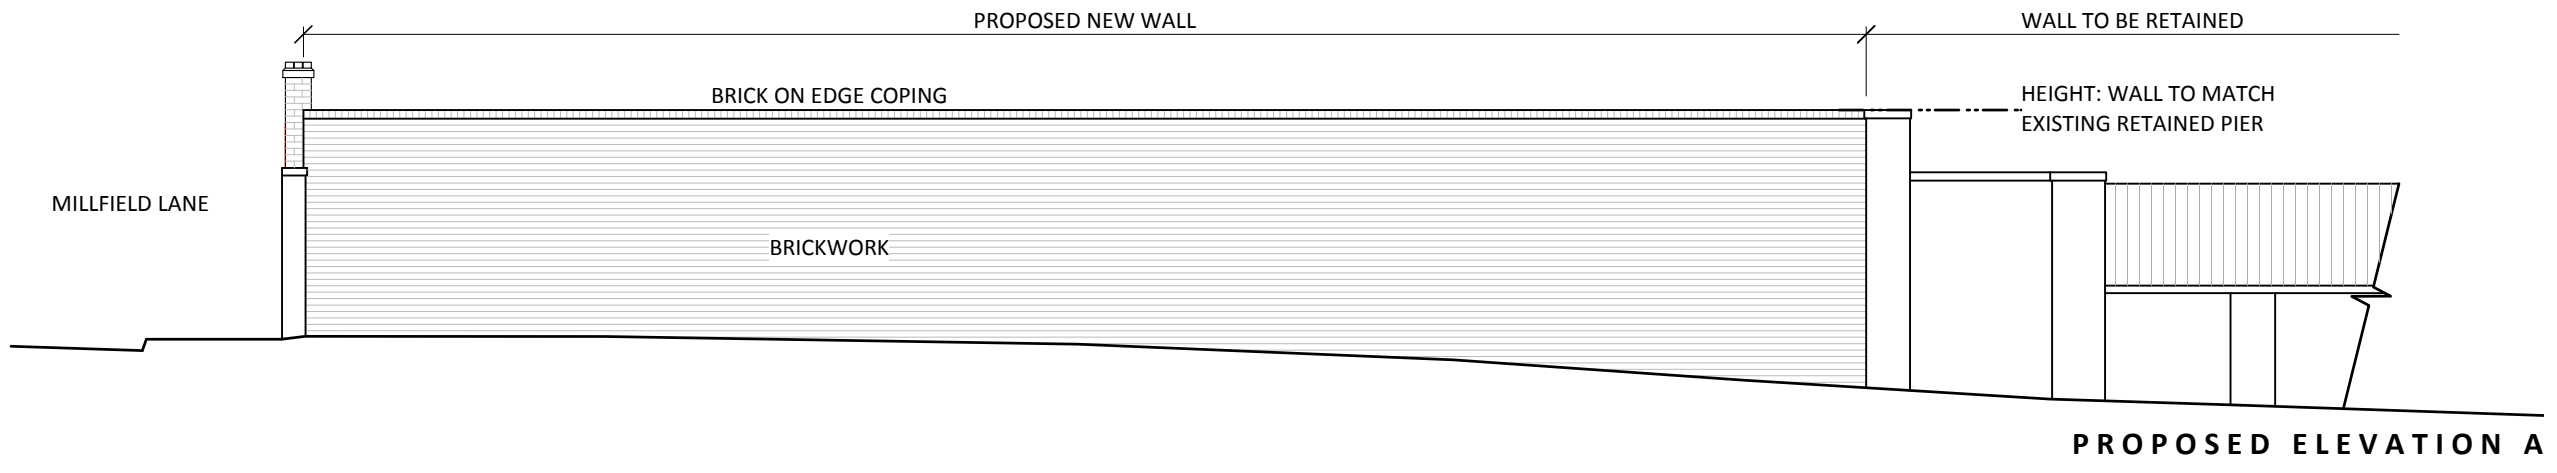 PROPOSED NEW WALL
WALL TO BE RETAINED
BRICK ON EDGE COPING
HEIGHT: WALL TO MATCH
EXISTING RETAINED PIER
MILLFIELD LANE
BRICKWORK
PROPOSED ELEVATION A